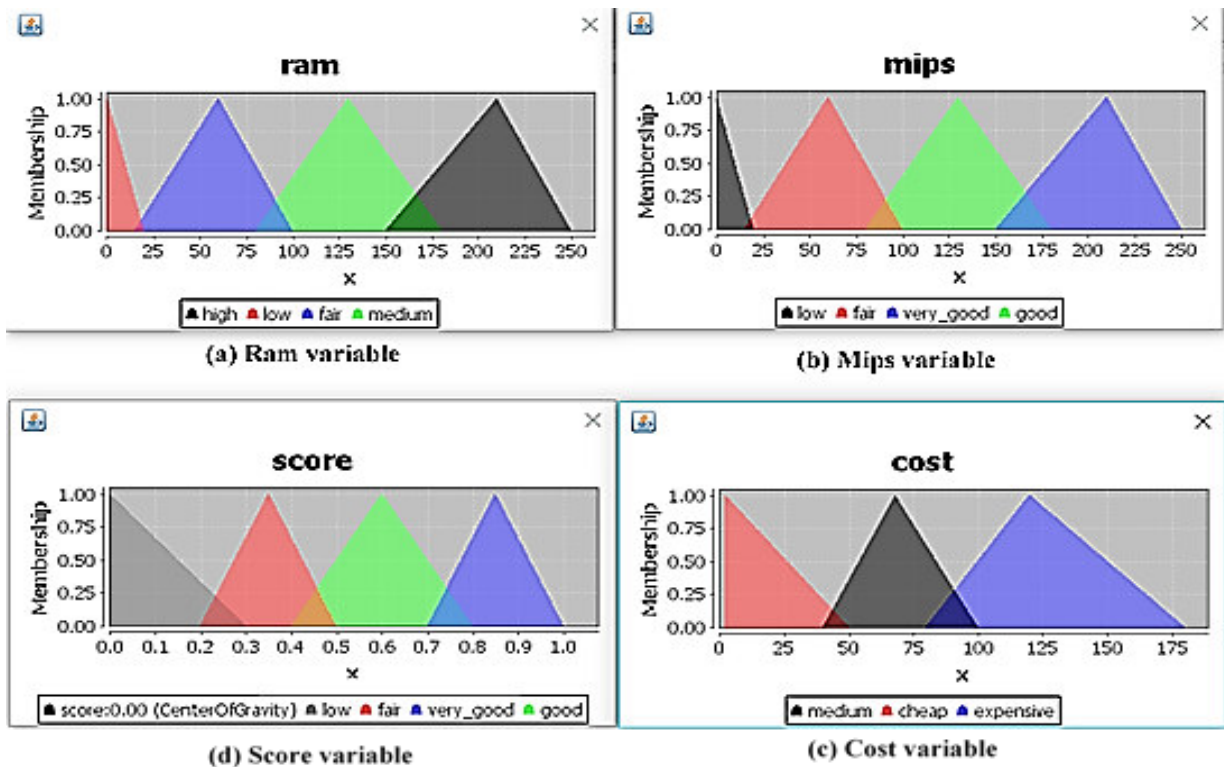 ram
Membership
1.00
0.75
0.50
0.25
0.00
0 25 50 75 100 125 150 175 200 225 250
x
high low fair medium
(a) Ram variable
mips
Membership
1.00
0.75
0.50
0.25
0.00
0 25 50 75 100 125 150 175 200 225 250
x
low fair very_good good
(b) Mips variable
score
Membership
1.00
0.75
0.50
0.25
0.00
0.0 0.1 0.2 0.3 0.4 0.5 0.6 0.7 0.8 0.9 1.0
x
score:0.00 (CenterOfGravity) low fair very_good good
(d) Score variable
cost
Membership
1.00
0.75
0.50
0.25
0.00
0 25 50 75 100 125 150 175
x
medium cheap expensive
(c) Cost variable